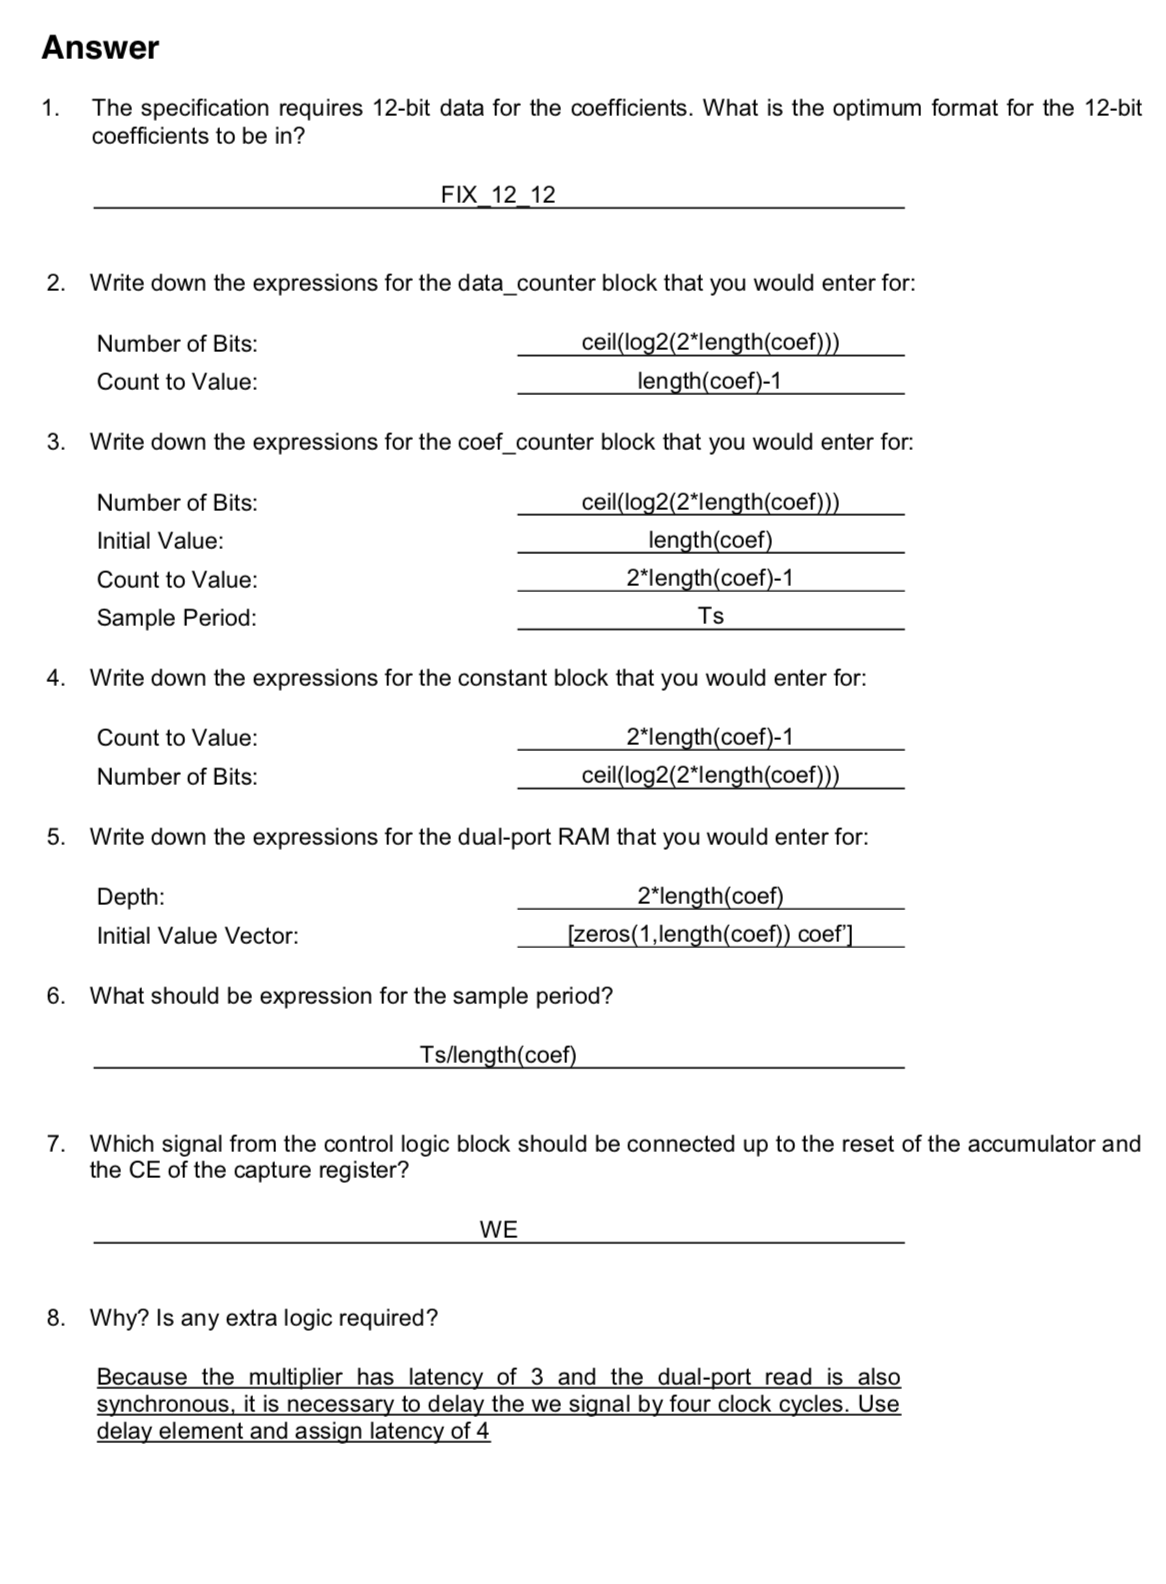 Answer
1. The specification requires 12-bit data for the coefficients. What is the optimum format for the 12-bit
coefficients to be in?
FIX_12_12
2. Write down the expressions for the data_counter block that you would enter for:
Number of Bits: ceil(log2(2*length(coef)))
Count to Value: length(coef)-1
3. Write down the expressions for the coef_counter block that you would enter for:
Number of Bits: ceil(log2(2*length(coef)))
Initial Value: length(coef)
Count to Value: 2*length(coef)-1
Sample Period: Ts
4. Write down the expressions for the constant block that you would enter for:
Count to Value: 2*length(coef)-1
Number of Bits: ceil(log2(2*length(coef)))
5. Write down the expressions for the dual-port RAM that you would enter for:
Depth: 2*length(coef)
Initial Value Vector: [zeros(1,length(coef)) coef']
6. What should be expression for the sample period?
Ts/length(coef)
7. Which signal from the control logic block should be connected up to the reset of the accumulator and
the CE of the capture register?
WE
8. Why? Is any extra logic required?
Because the multiplier has latency of 3 and the dual-port read is also
synchronous, it is necessary to delay the we signal by four clock cycles. Use
delay element and assign latency of 4